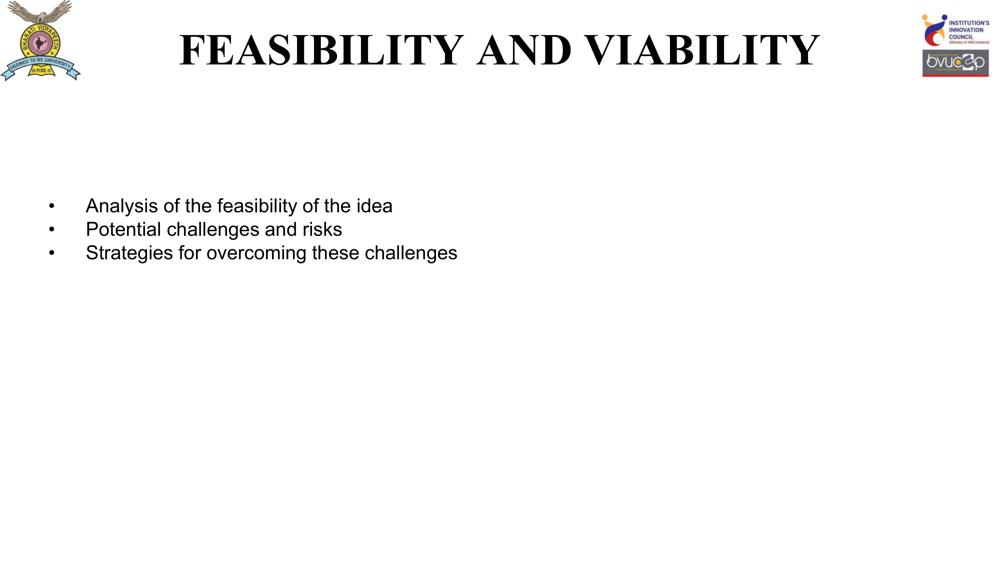 BHARATI VIDYAPEETH
DEEMED TO BE UNIVERSITY
PUNE
FEASIBILITY AND VIABILITY
INSTITUTION'S
INNOVATION
COUNCIL
(Ministry of HRD Initiative)
bvucoep
• Analysis of the feasibility of the idea
• Potential challenges and risks
• Strategies for overcoming these challenges